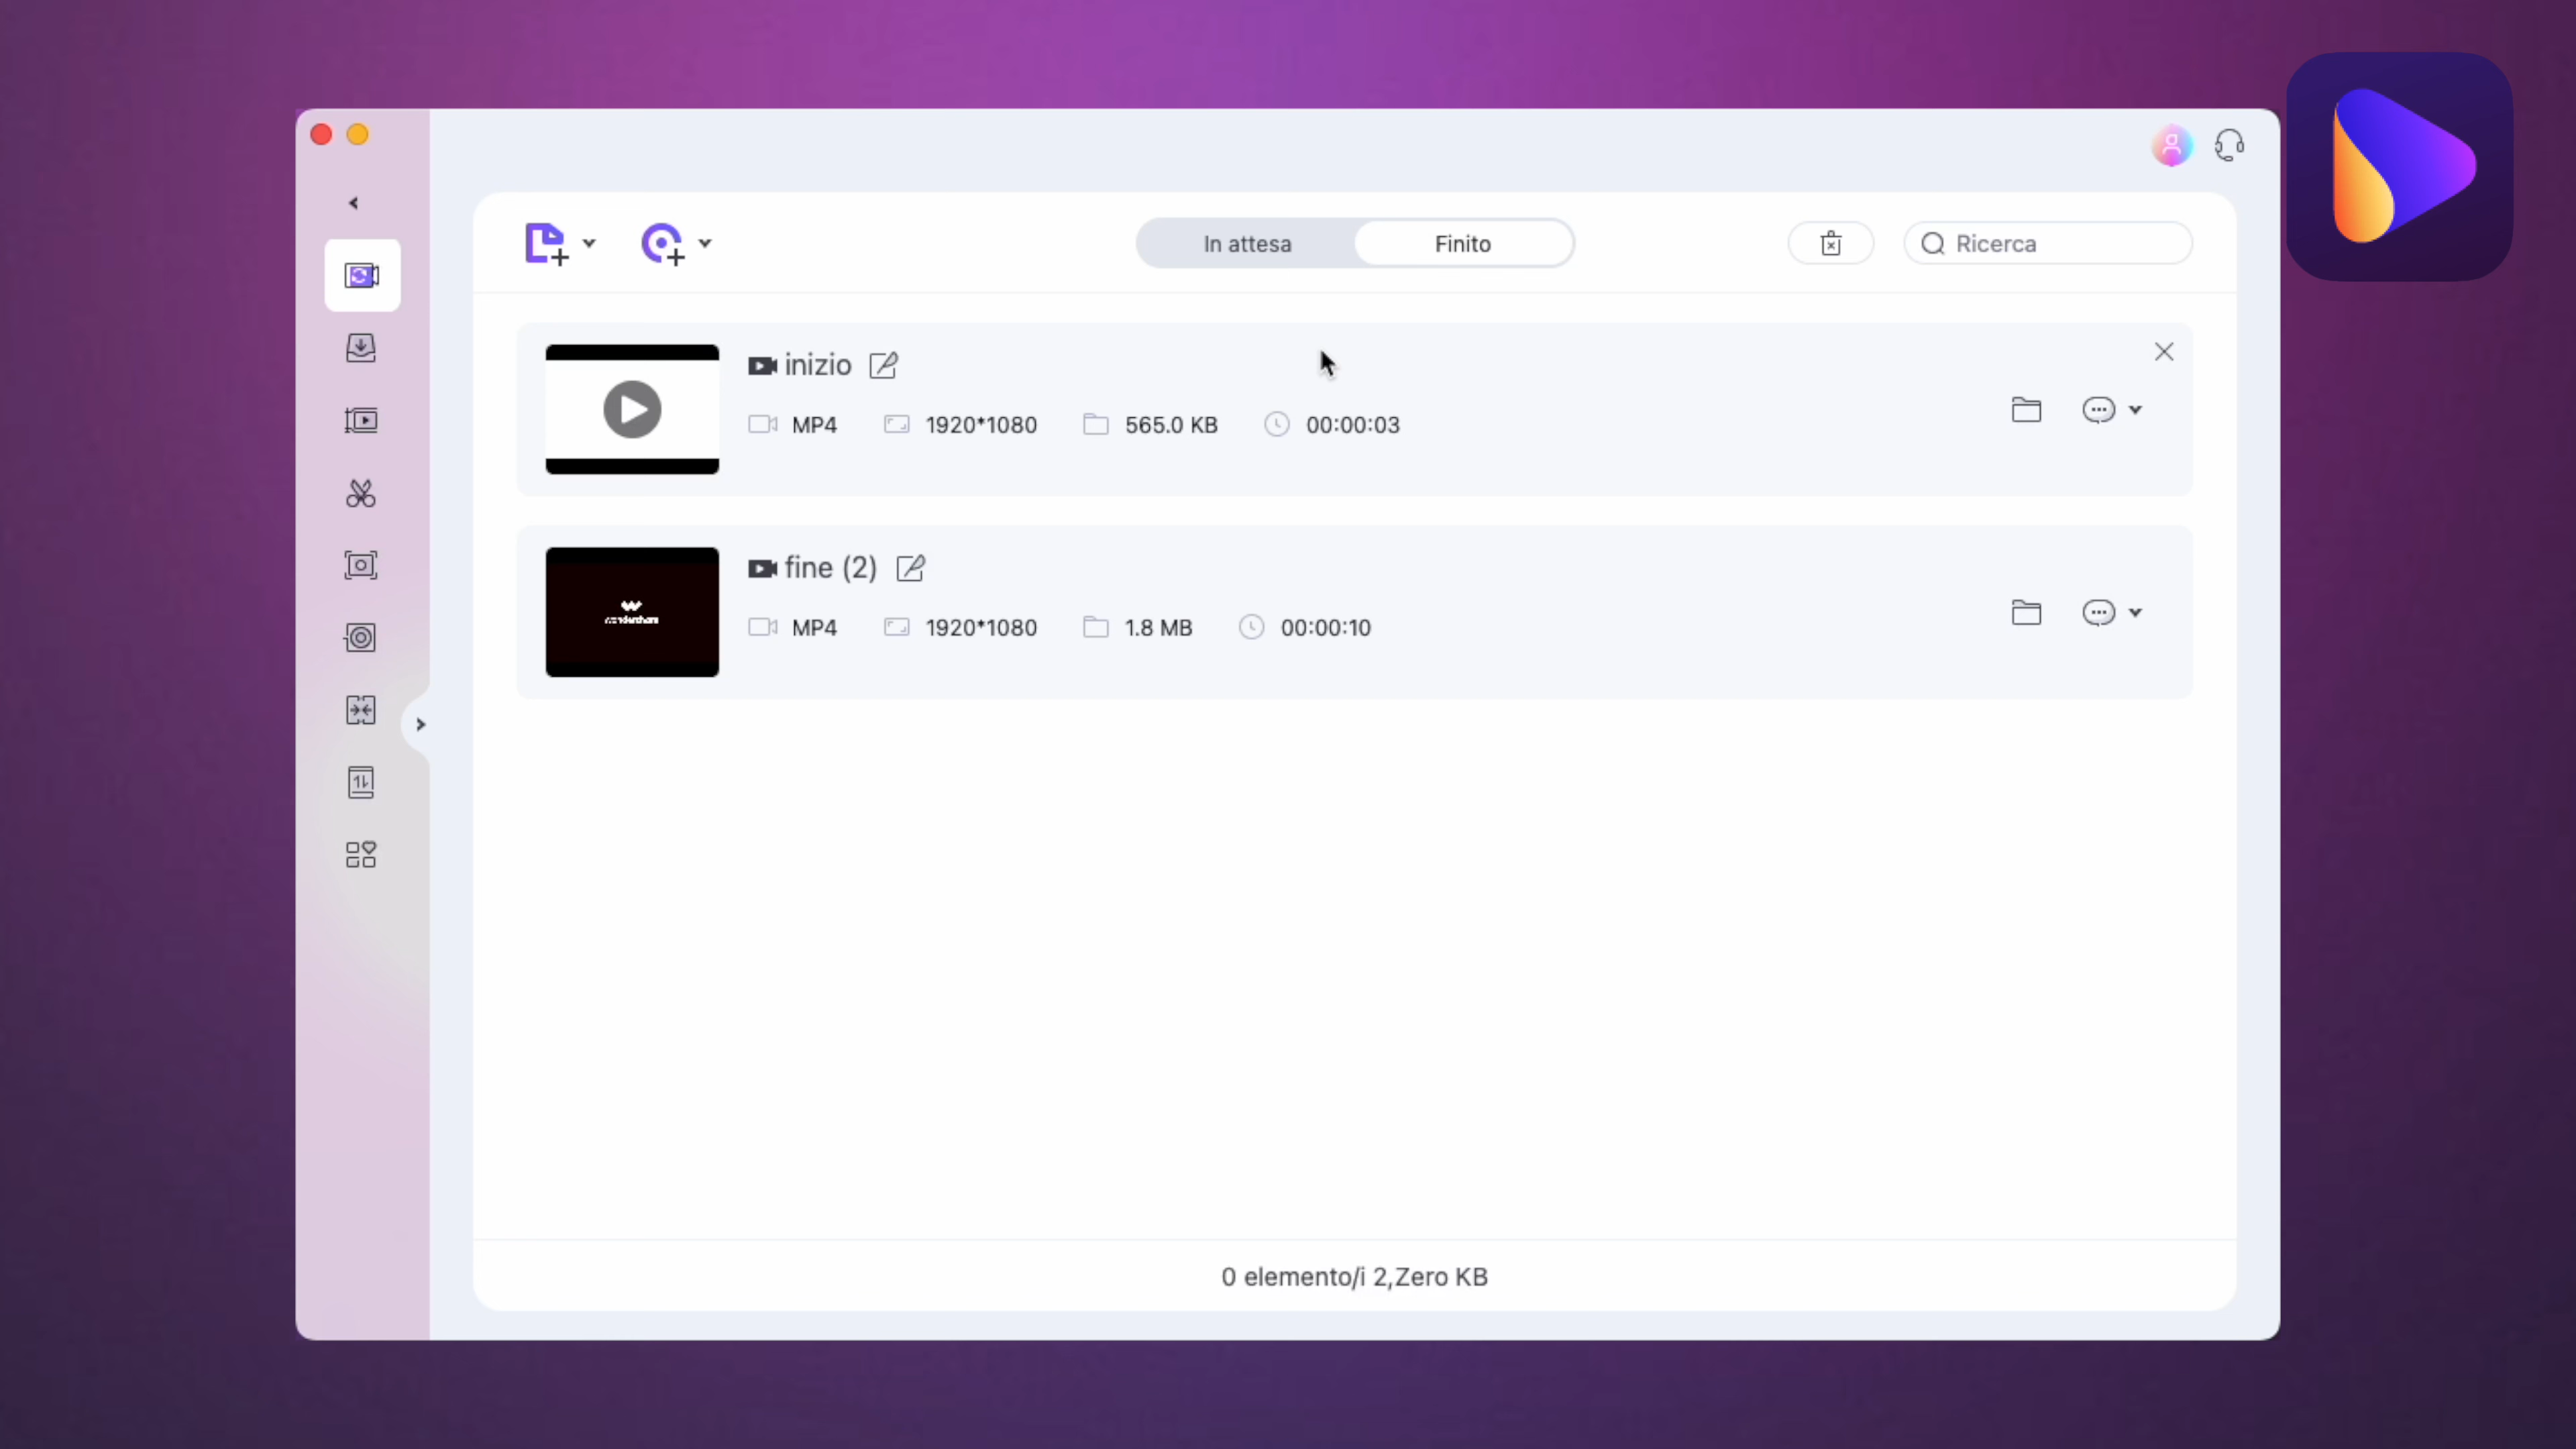 In attesa
Finito
Ricerca
inizio
MP4 1920*1080 565.0 KB 00:00:03
fine (2)
MP4 1920*1080 1.8 MB 00:00:10
0 elemento/i 2,Zero KB